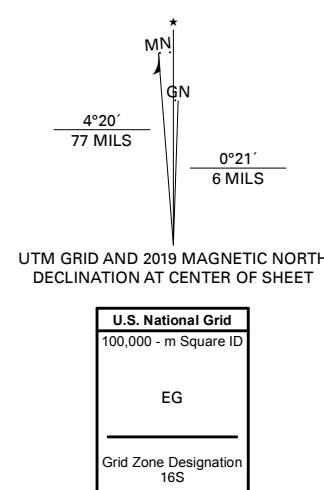 ★
MN
GN
4°20´
77 MILS
0°21´
6 MILS
UTM GRID AND 2019 MAGNETIC NORTH
DECLINATION AT CENTER OF SHEET
U.S. National Grid
100,000 - m Square ID
EG
Grid Zone Designation
16S